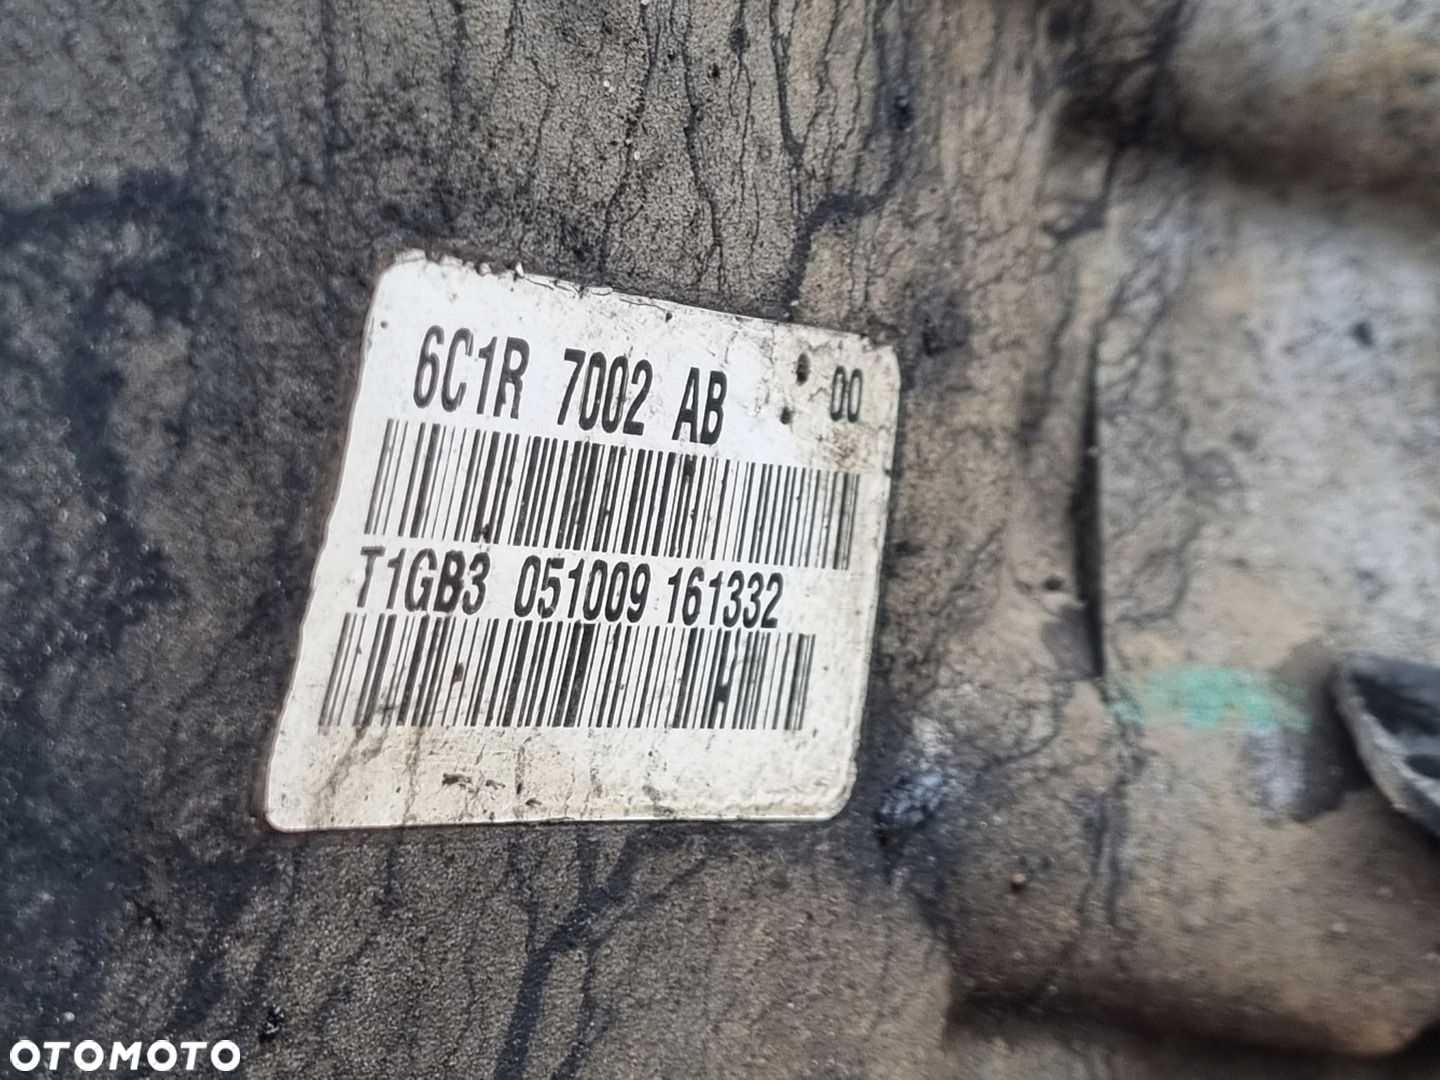 6C1R 7002 AB 00
T1GB3 051009 161332
OTOMOTO